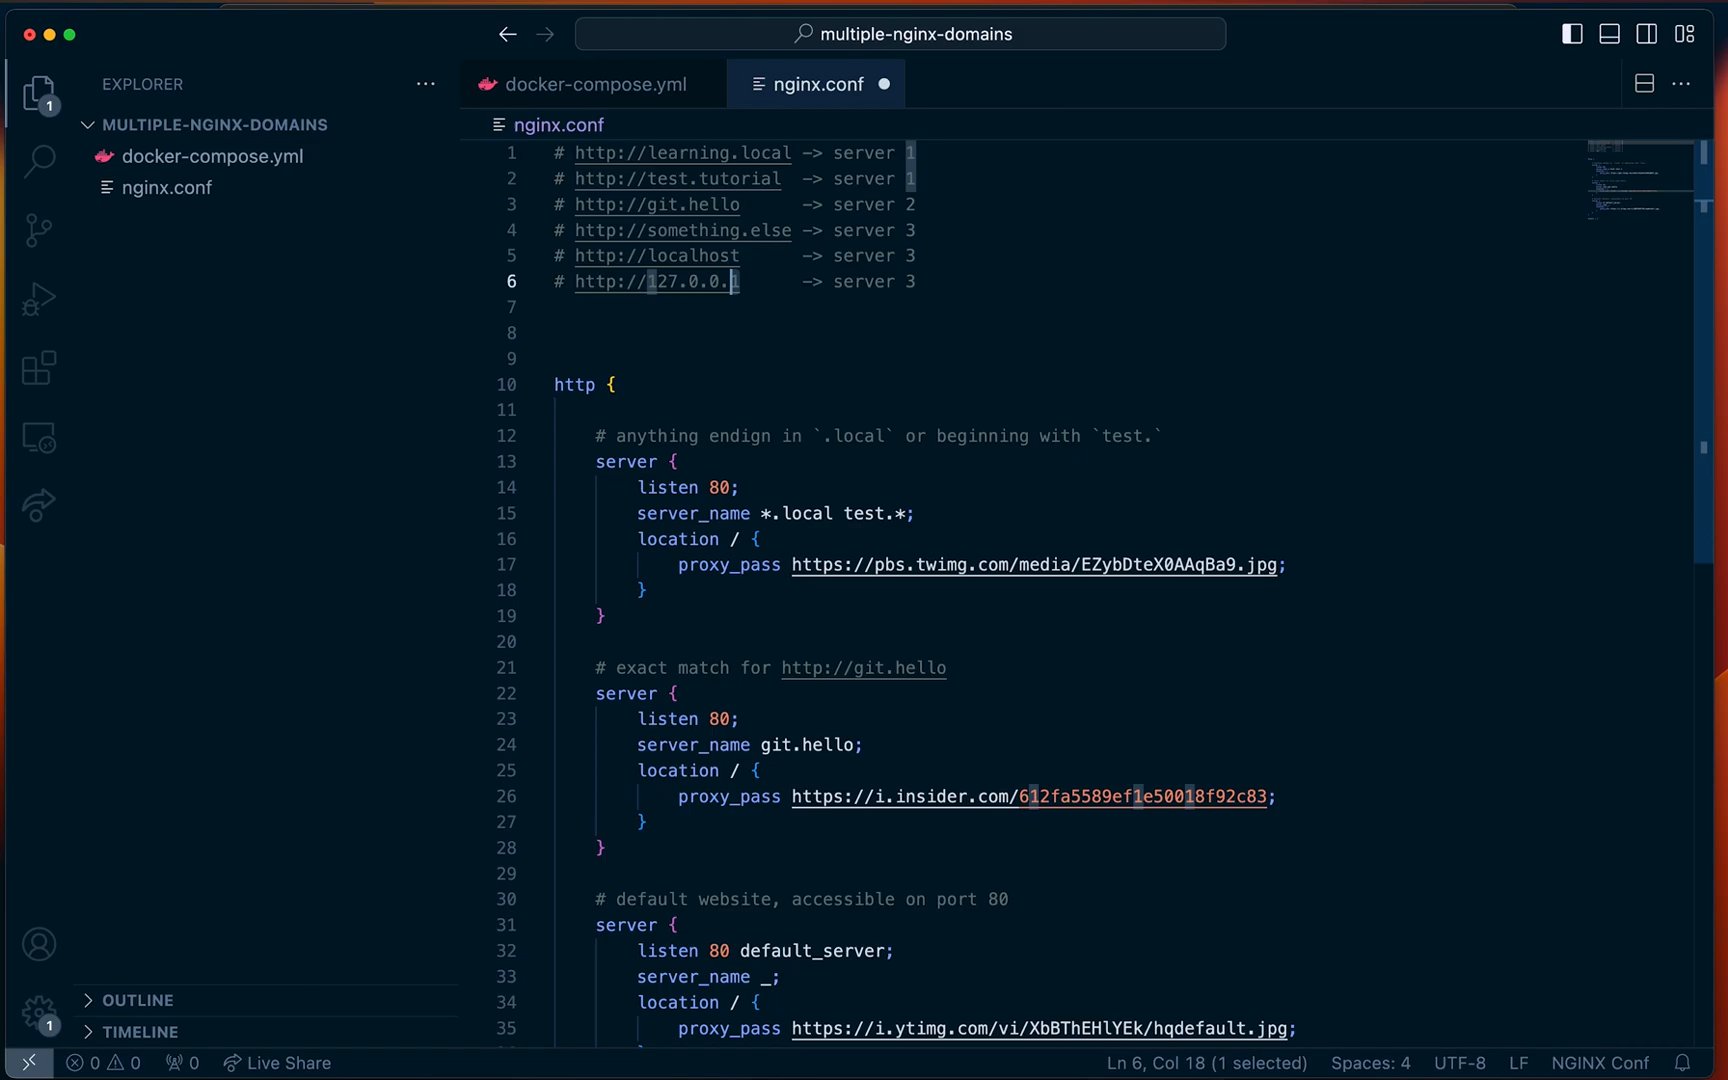 multiple-nginx-domains
EXPLORER
docker-compose.yml
nginx.conf
1
MULTIPLE-NGINX-DOMAINS
nginx.conf
docker-compose.yml
nginx.conf
1 # http://learning.local -> server 1
2 # http://test.tutorial -> server 1
3 # http://git.hello -> server 2
4 # http://something.else -> server 3
5 # http://localhost -> server 3
6 # http://127.0.0.1 -> server 3
7
8
9
10 http {
11
12 # anything endign in `.local` or beginning with `test.`
13 server {
14 listen 80;
15 server_name *.local test.*;
16 location / {
17 proxy_pass https://pbs.twimg.com/media/EZybDteX0AAqBa9.jpg;
18 }
19 }
20
21 # exact match for http://git.hello
22 server {
23 listen 80;
24 server_name git.hello;
25 location / {
26 proxy_pass https://i.insider.com/612fa5589ef1e50018f92c83;
27 }
28 }
29
30 # default website, accessible on port 80
31 server {
32 listen 80 default_server;
33 server_name _;
34 location / {
35 proxy_pass https://i.ytimg.com/vi/XbBThEHlYEk/hqdefault.jpg;
OUTLINE
1
TIMELINE
0 0 0 Live Share Ln 6, Col 18 (1 selected) Spaces: 4 UTF-8 LF NGINX Conf